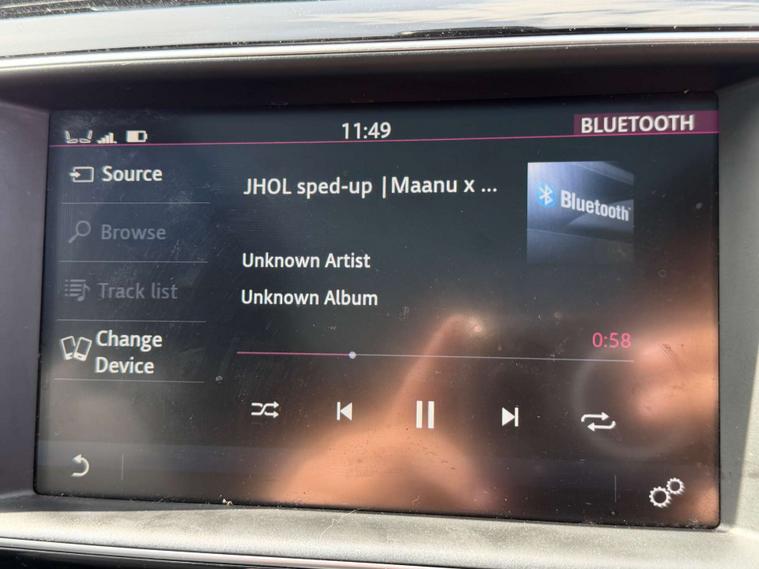 11:49
BLUETOOTH
Source
JHOL sped-up |Maanu x ...
Bluetooth
Browse
Unknown Artist
Track list
Unknown Album
Change
Device
0:58